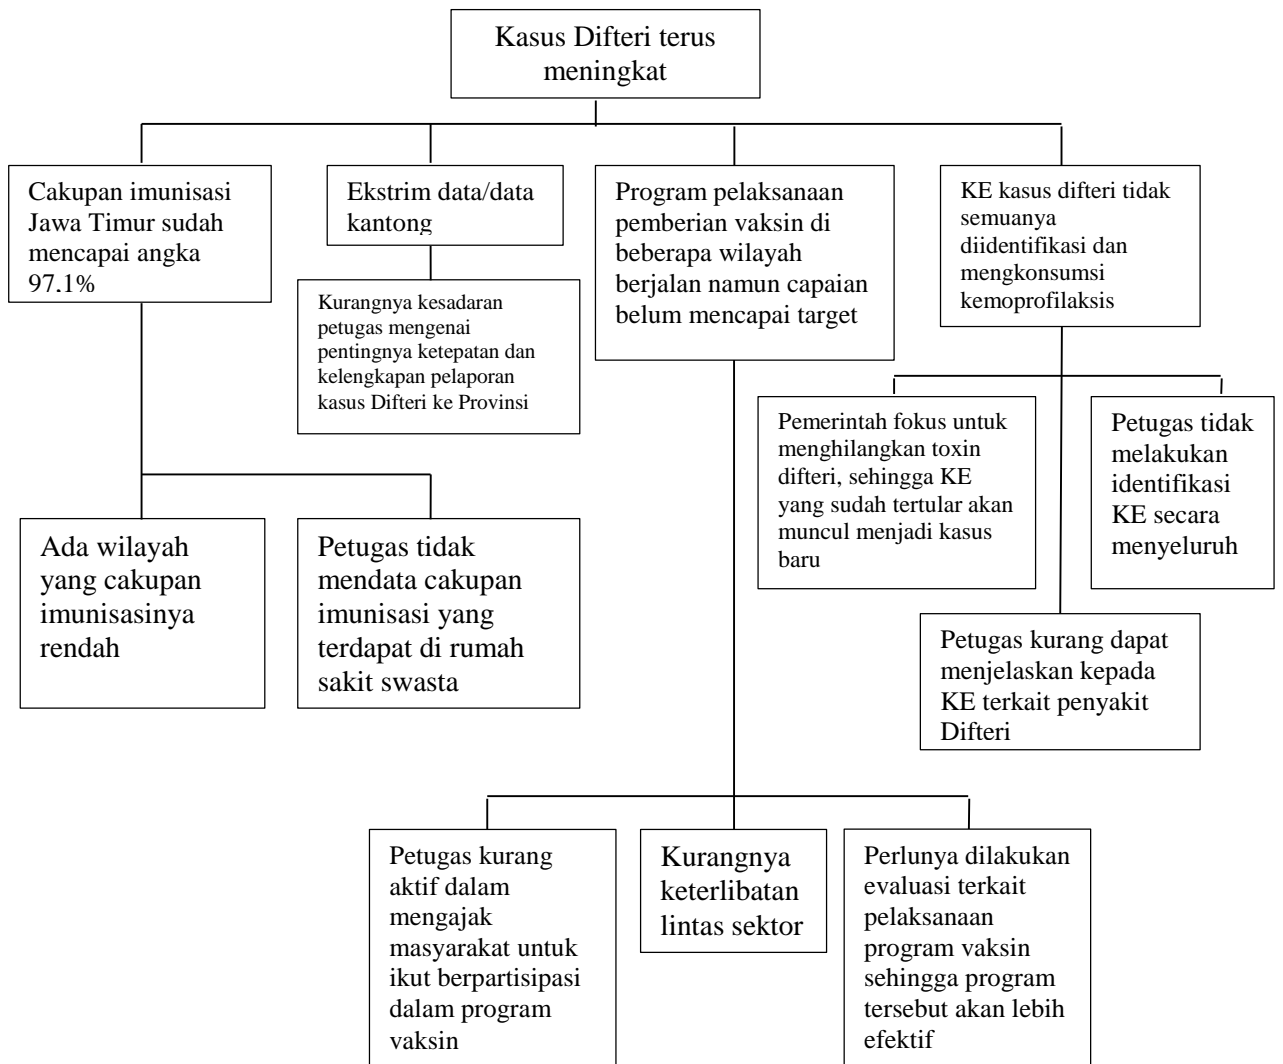 Kasus Difteri terus
meningkat
Cakupan imunisasi
Jawa Timur sudah
mencapai angka
97.1%
Ekstrim data/data
kantong
Program pelaksanaan
pemberian vaksin di
beberapa wilayah
berjalan namun capaian
belum mencapai target
KE kasus difteri tidak
semuanya
diidentifikasi dan
mengkonsumsi
kemoprofilaksis
Kurangnya kesadaran
petugas mengenai
pentingnya ketepatan dan
kelengkapan pelaporan
kasus Difteri ke Provinsi
Pemerintah fokus untuk
menghilangkan toxin
difteri, sehingga KE
yang sudah tertular akan
muncul menjadi kasus
baru
Petugas tidak
melakukan
identifikasi
KE secara
menyeluruh
Ada wilayah
yang cakupan
imunisasinya
rendah
Petugas tidak
mendata cakupan
imunisasi yang
terdapat di rumah
sakit swasta
Petugas kurang dapat
menjelaskan kepada
KE terkait penyakit
Difteri
Petugas kurang
aktif dalam
mengajak
masyarakat untuk
ikut berpartisipasi
dalam program
vaksin
Kurangnya
keterlibatan
lintas sektor
Perlunya dilakukan
evaluasi terkait
pelaksanaan
program vaksin
sehingga program
tersebut akan lebih
efektif